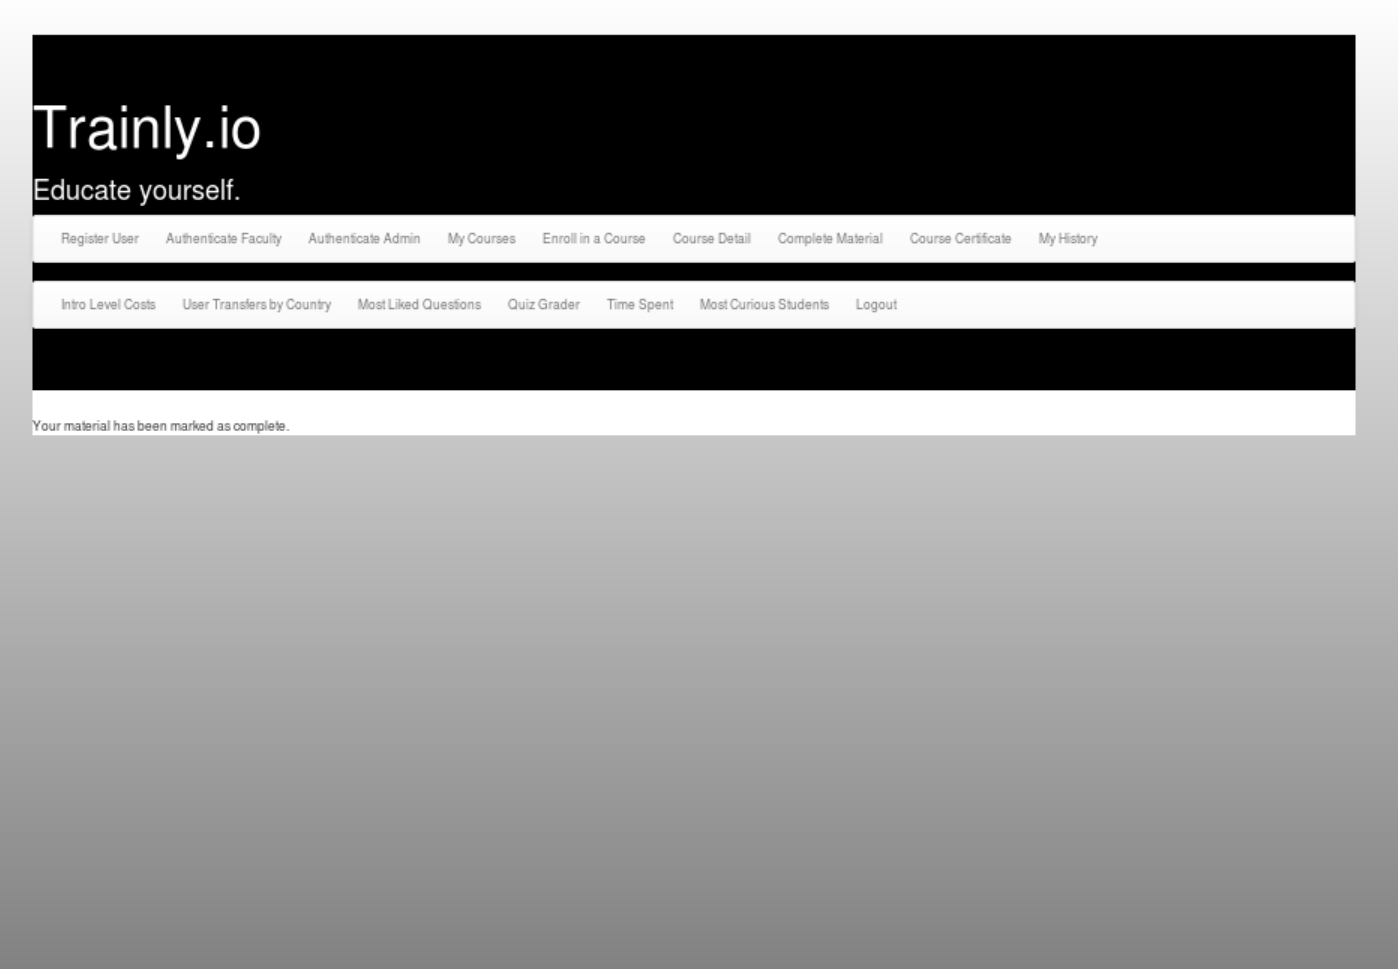 Trainly.io
Educate yourself.
Register User Authenticate Faculty Authenticate Admin My Courses Enroll in a Course Course Detail Complete Material Course Certificate My History
Intro Level Costs User Transfers by Country Most Liked Questions Quiz Grader Time Spent Most Curious Students Logout
Your material has been marked as complete.